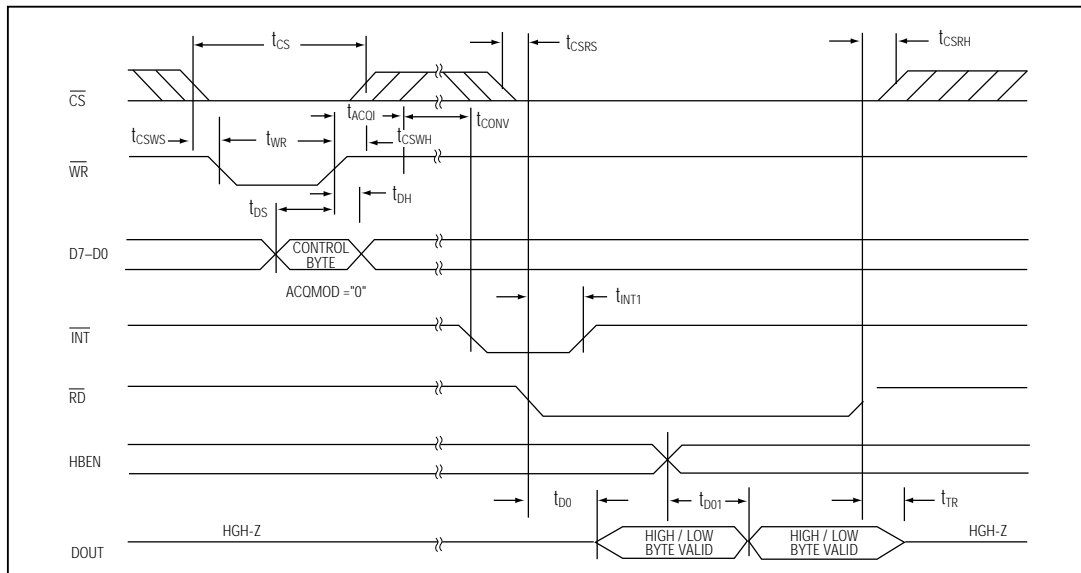 tCS
tCSRS
tCSRH
CS
tACQI
tCONV
tCSWS
tWR
tCSWH
WR
tDH
tDS
D7–D0
CONTROL
BYTE
ACQMOD ="0"
tINT1
INT
RD
HBEN
tD0
tD01
tTR
HGH-Z
HIGH / LOW
BYTE VALID
HIGH / LOW
BYTE VALID
HGH-Z
DOUT